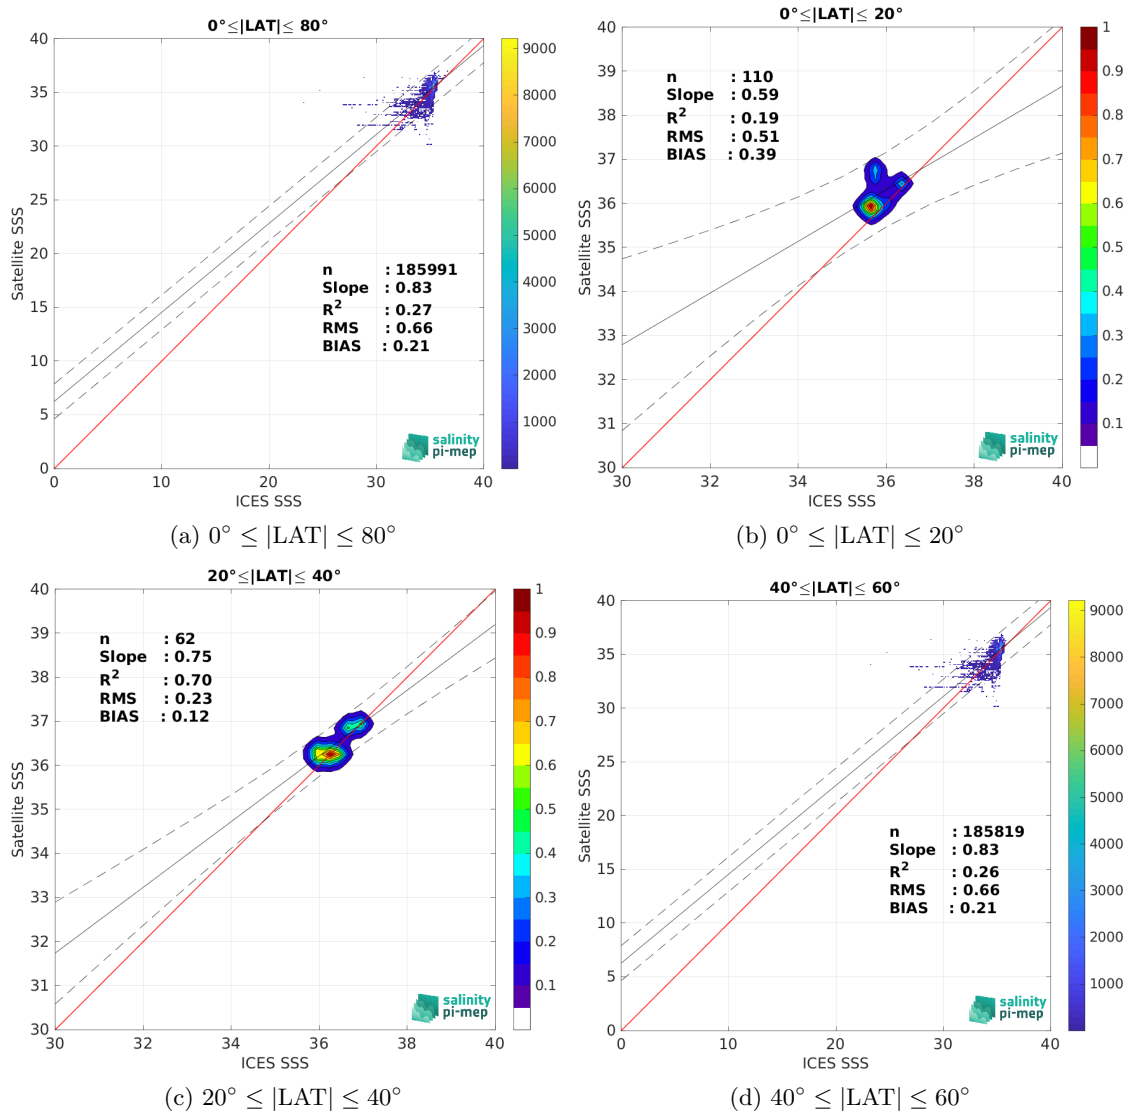 0°≤|LAT|≤ 80°
40
35
30
25
20
15
10
5
0
0
10
20
30
40
Satellite SSS
ICES SSS
n : 185991
Slope : 0.83
R² : 0.27
RMS : 0.66
BIAS : 0.21
salinity
pi-mep
9000
8000
7000
6000
5000
4000
3000
2000
1000
(a) 0° ≤ |LAT| ≤ 80°
0°≤|LAT|≤ 20°
40
39
38
37
36
35
34
33
32
31
30
30
32
34
36
38
40
Satellite SSS
ICES SSS
n : 110
Slope : 0.59
R² : 0.19
RMS : 0.51
BIAS : 0.39
salinity
pi-mep
1
0.9
0.8
0.7
0.6
0.5
0.4
0.3
0.2
0.1
(b) 0° ≤ |LAT| ≤ 20°
20°≤|LAT|≤ 40°
40
39
38
37
36
35
34
33
32
31
30
30
32
34
36
38
40
Satellite SSS
ICES SSS
n : 62
Slope : 0.75
R² : 0.70
RMS : 0.23
BIAS : 0.12
salinity
pi-mep
1
0.9
0.8
0.7
0.6
0.5
0.4
0.3
0.2
0.1
(c) 20° ≤ |LAT| ≤ 40°
40°≤|LAT|≤ 60°
40
35
30
25
20
15
10
5
0
0
10
20
30
40
Satellite SSS
ICES SSS
n : 185819
Slope : 0.83
R² : 0.26
RMS : 0.66
BIAS : 0.21
salinity
pi-mep
9000
8000
7000
6000
5000
4000
3000
2000
1000
(d) 40° ≤ |LAT| ≤ 60°